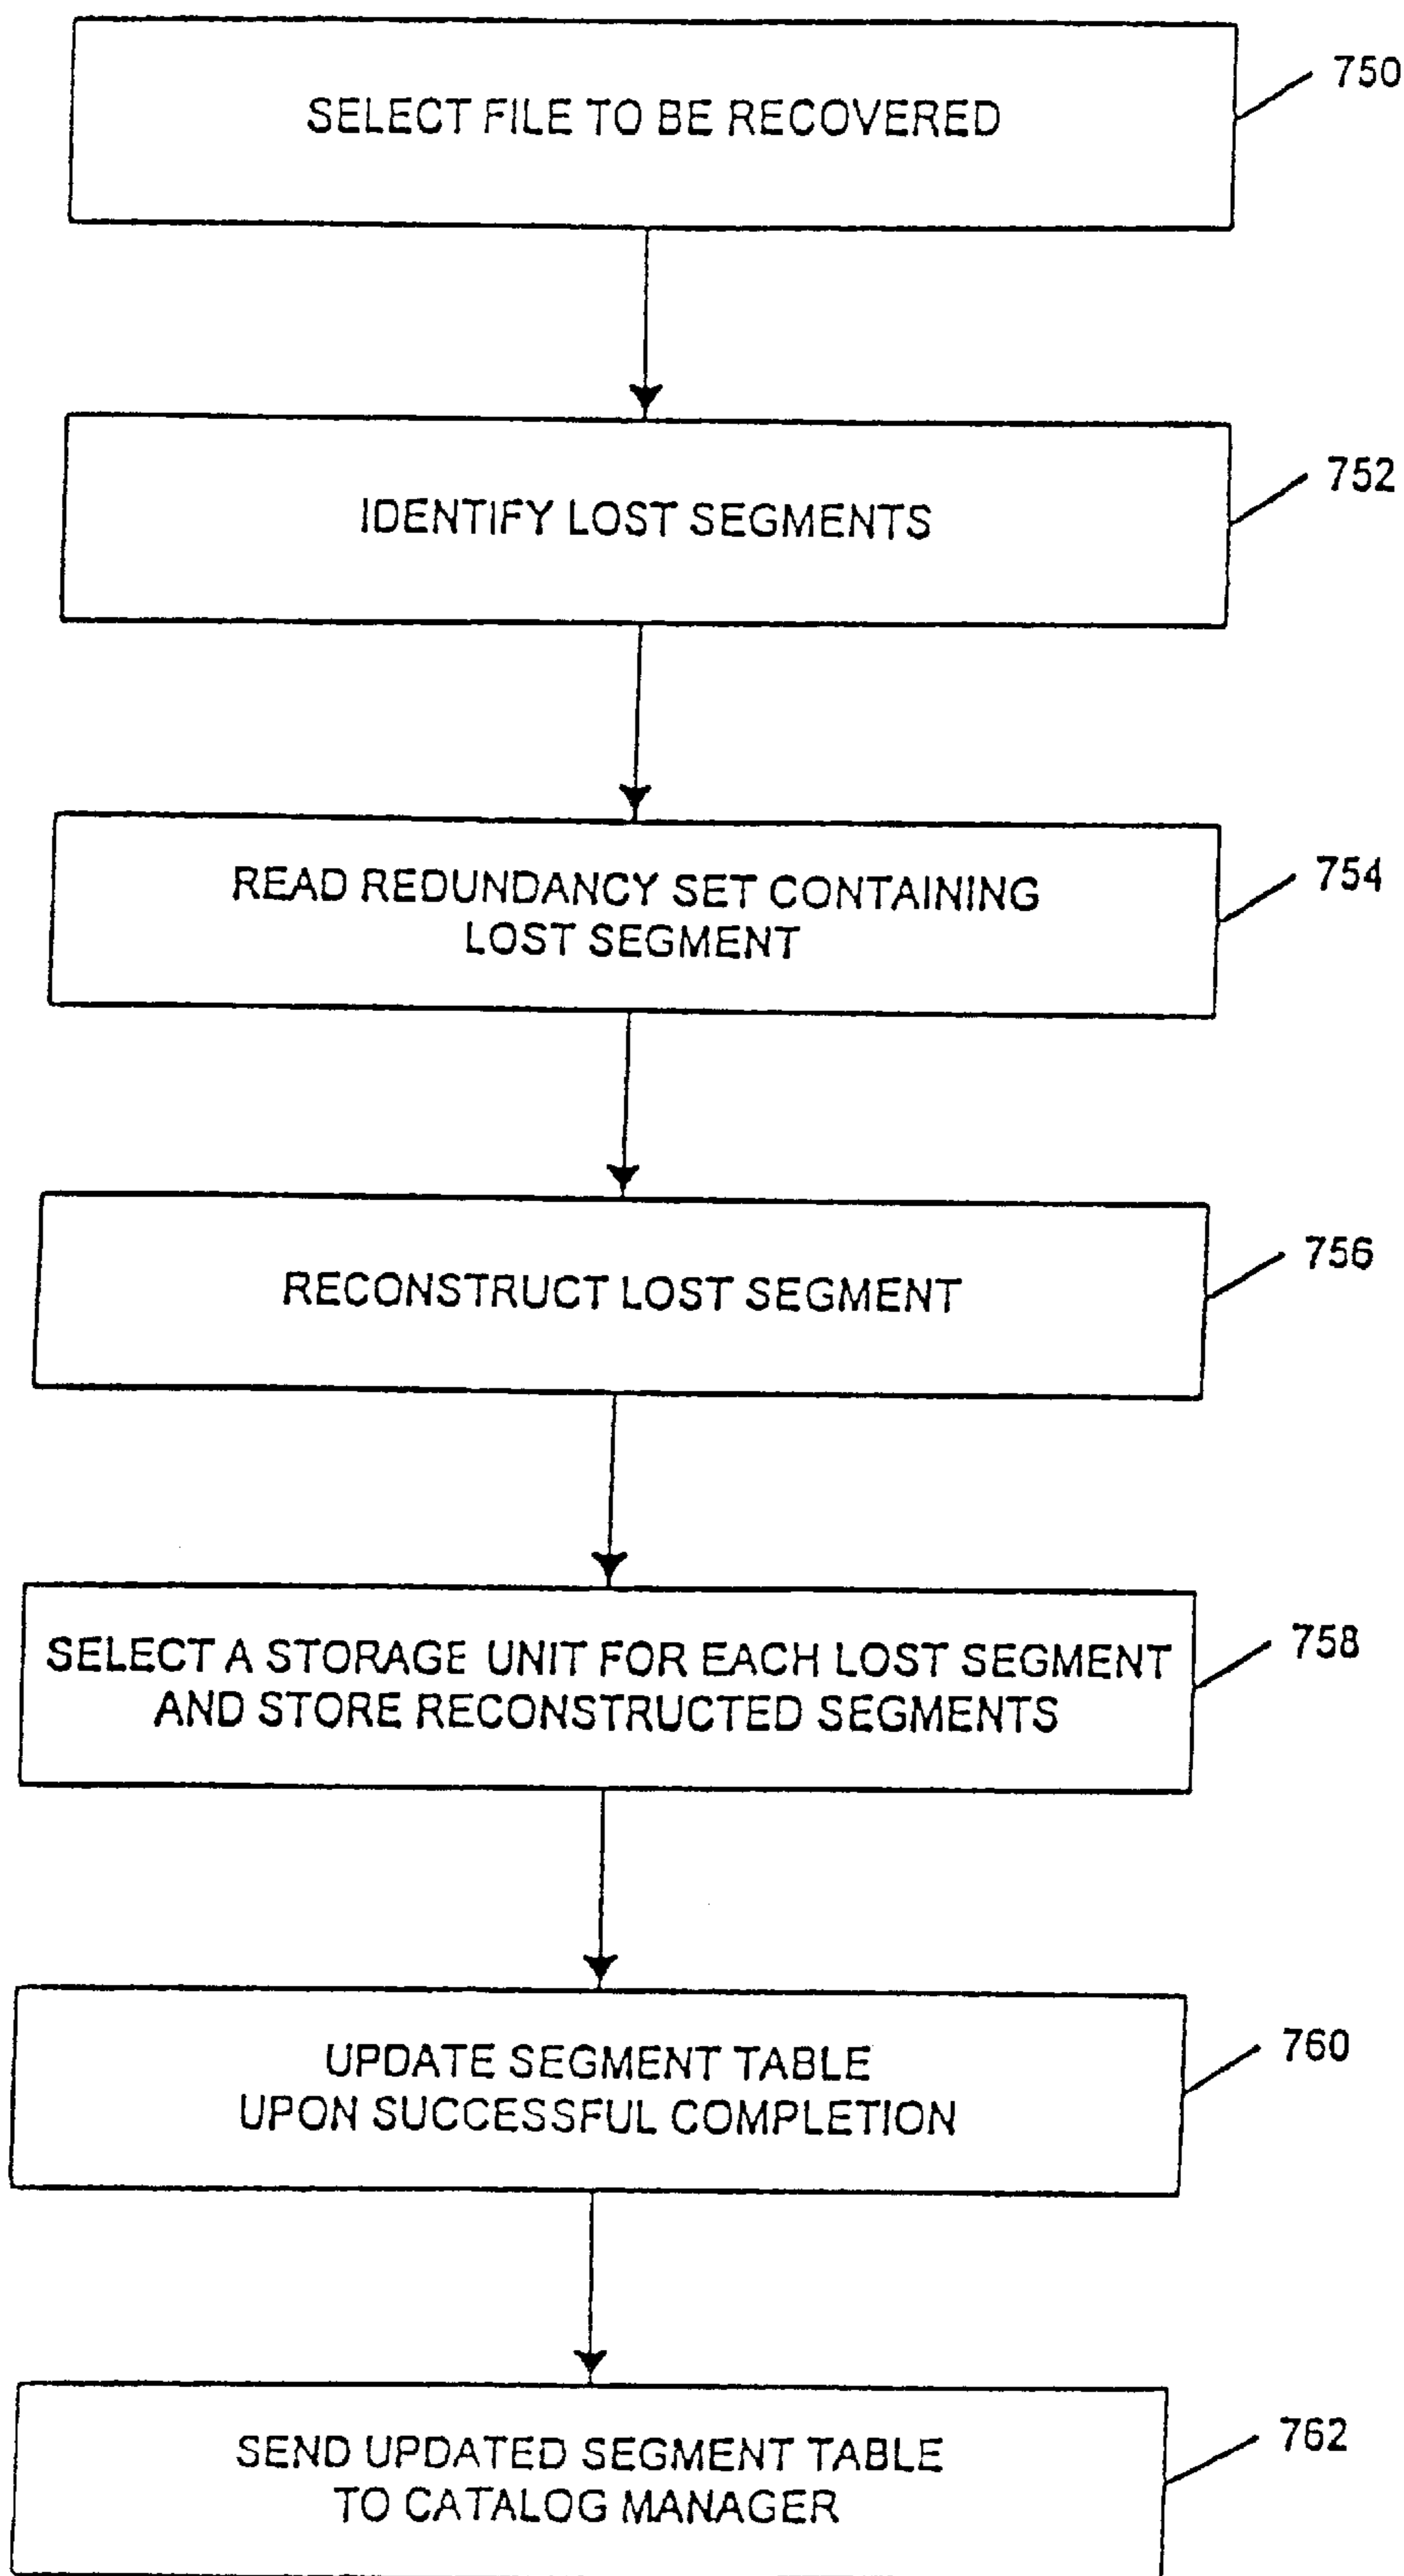 SELECT FILE TO BE RECOVERED
750
IDENTIFY LOST SEGMENTS
752
READ REDUNDANCY SET CONTAINING
LOST SEGMENT
754
RECONSTRUCT LOST SEGMENT
756
SELECT A STORAGE UNIT FOR EACH LOST SEGMENT
AND STORE RECONSTRUCTED SEGMENTS
758
UPDATE SEGMENT TABLE
UPON SUCCESSFUL COMPLETION
760
SEND UPDATED SEGMENT TABLE
TO CATALOG MANAGER
762